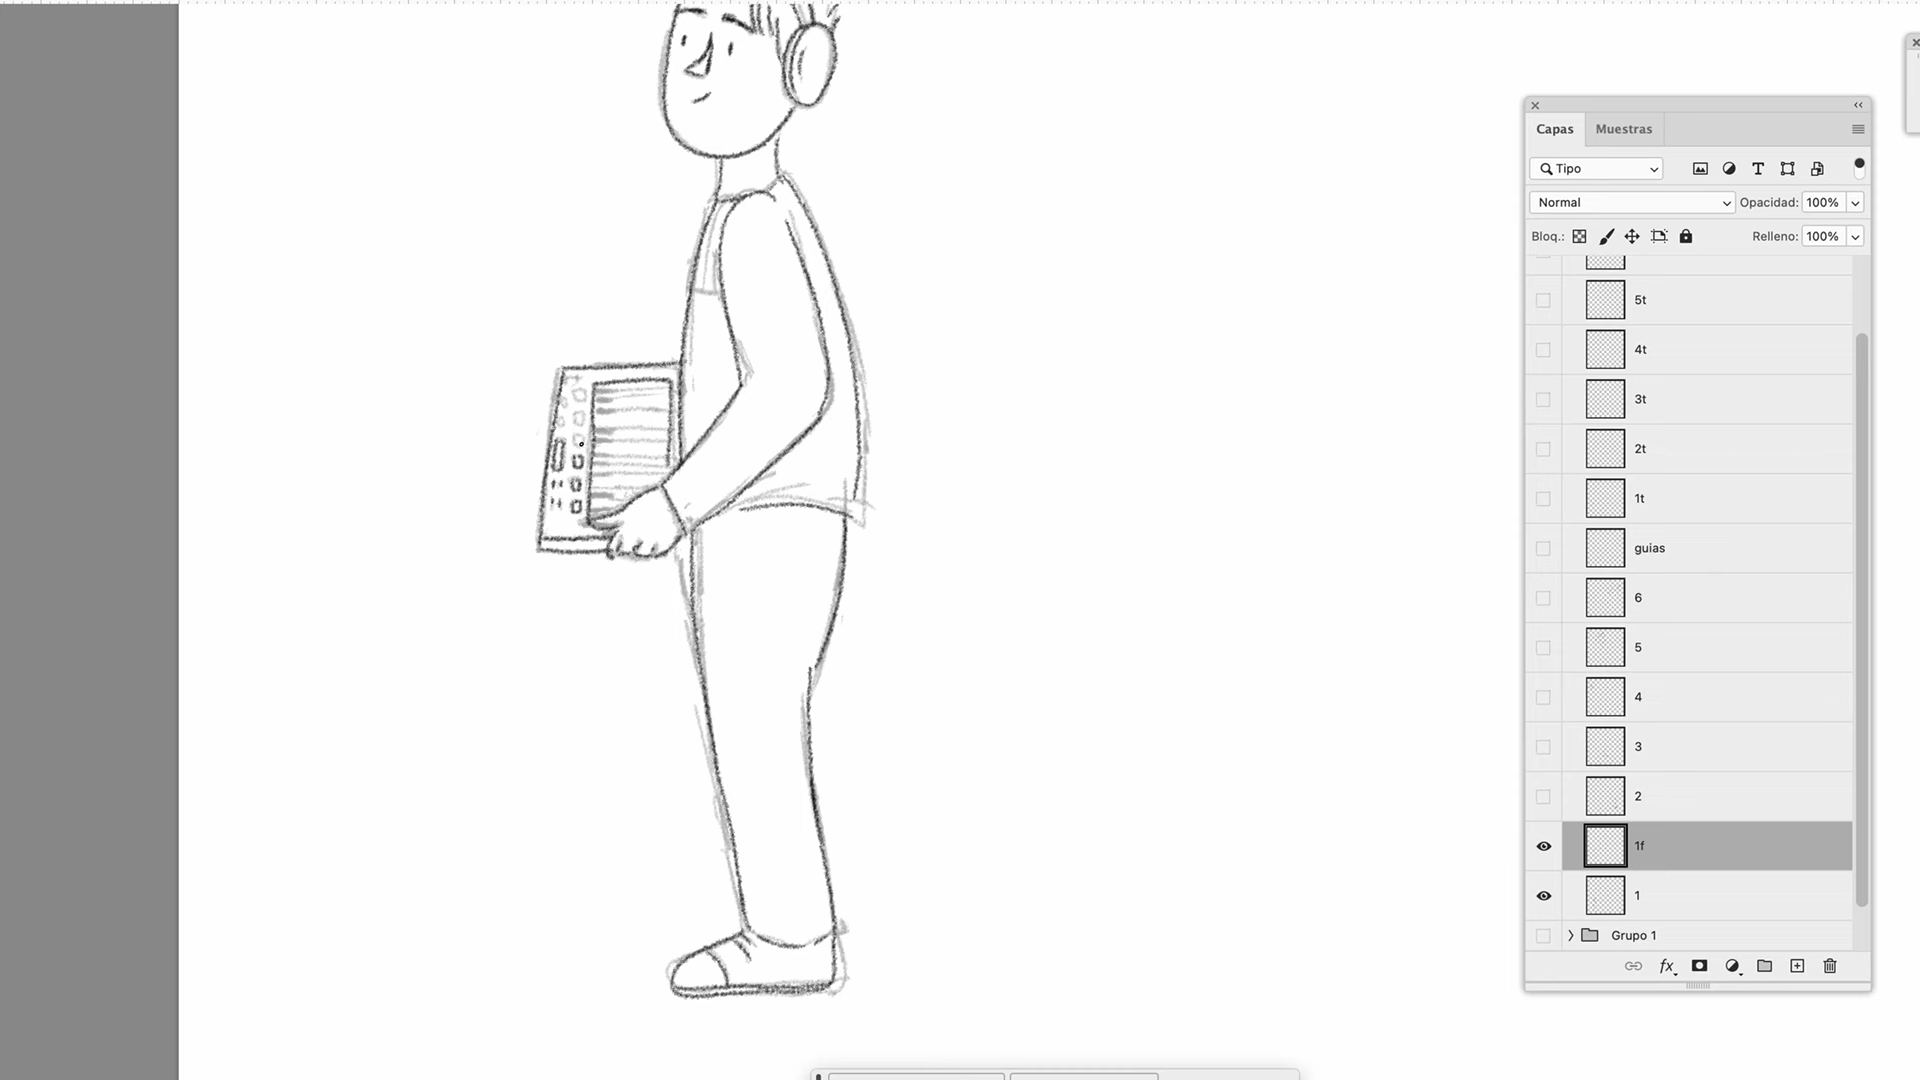 Capas Muestras
Tipo
Normal Opacidad: 100%
Bloq.: Relleno: 100%
5t
4t
3t
2t
1t
guias
6
5
4
3
2
1f
1
Grupo 1
fx